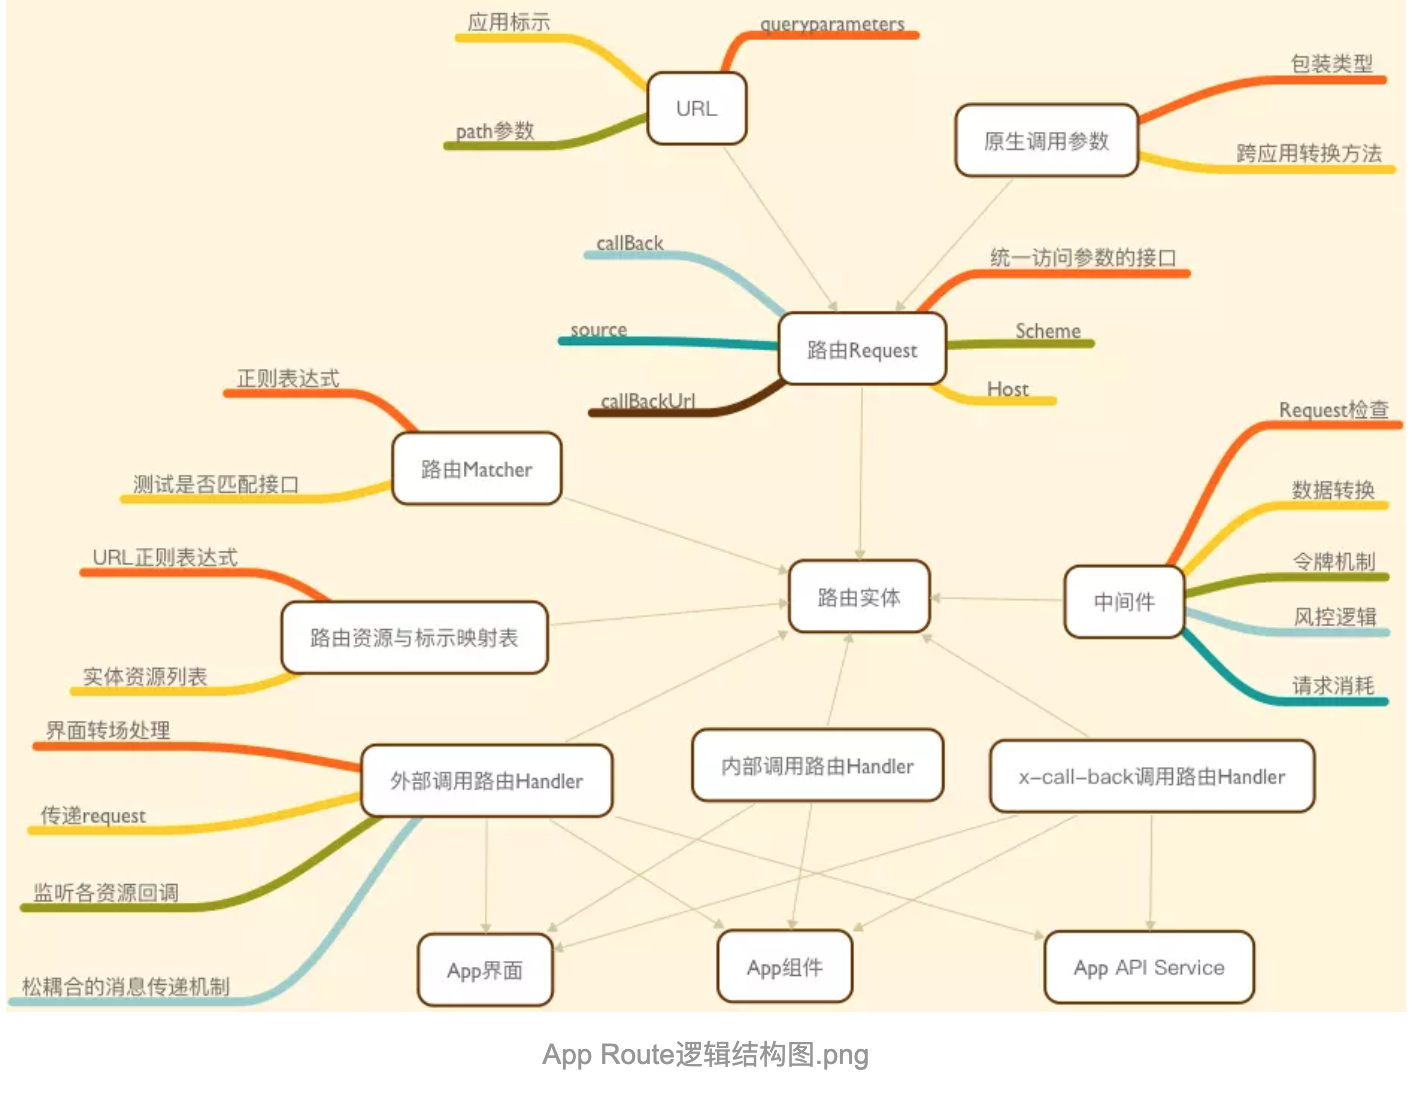 应用标示
queryparameters
URL
path参数
包装类型
原生调用参数
跨应用转换方法
callBack
统一访问参数的接口
source
路由Request
Scheme
callBackUrl
Host
正则表达式
路由Matcher
测试是否匹配接口
Request检查
数据转换
令牌机制
中间件
风控逻辑
请求消耗
URL正则表达式
路由资源与标示映射表
实体资源列表
路由实体
界面转场处理
外部调用路由Handler
传递request
监听各资源回调
松耦合的消息传递机制
内部调用路由Handler
x-call-back调用路由Handler
App界面
App组件
App API Service
App Route逻辑结构图.png